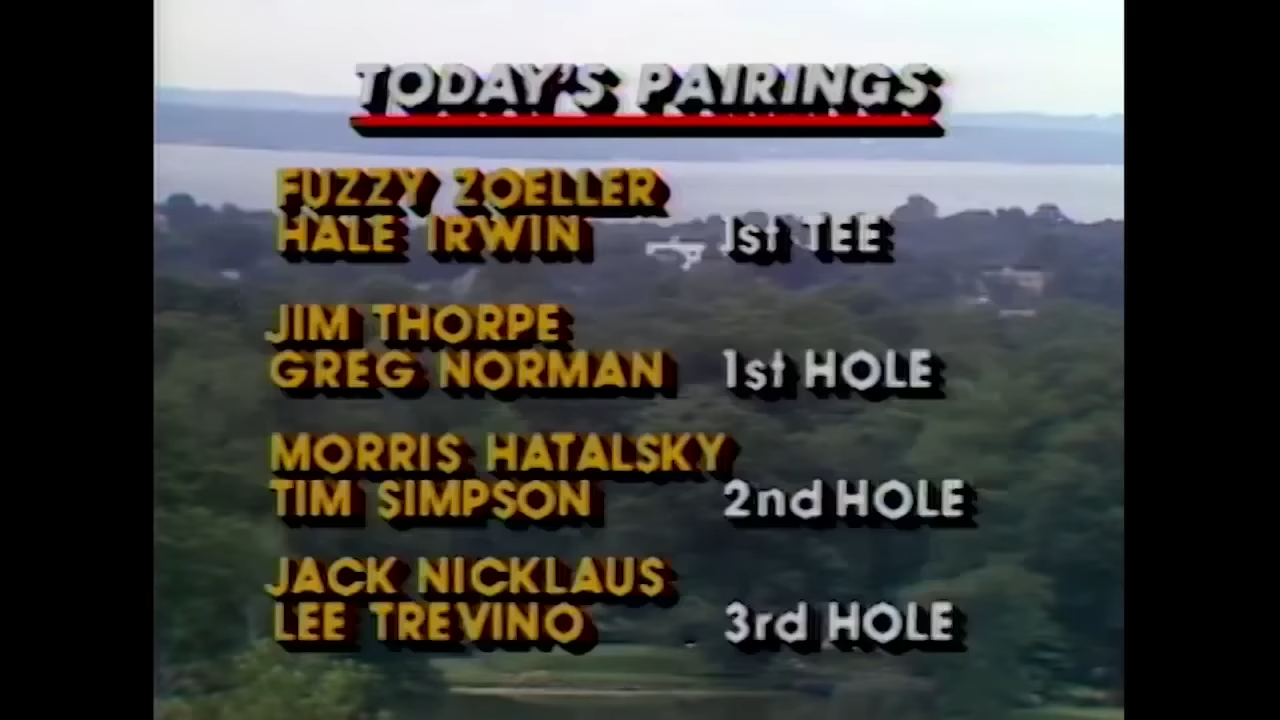 TODAY'S PAIRINGS
FUZZY ZOELLER
HALE IRWIN 1st TEE
JIM THORPE
GREG NORMAN 1st HOLE
MORRIS HATALSKY
TIM SIMPSON 2nd HOLE
JACK NICKLAUS
LEE TREVINO 3rd HOLE